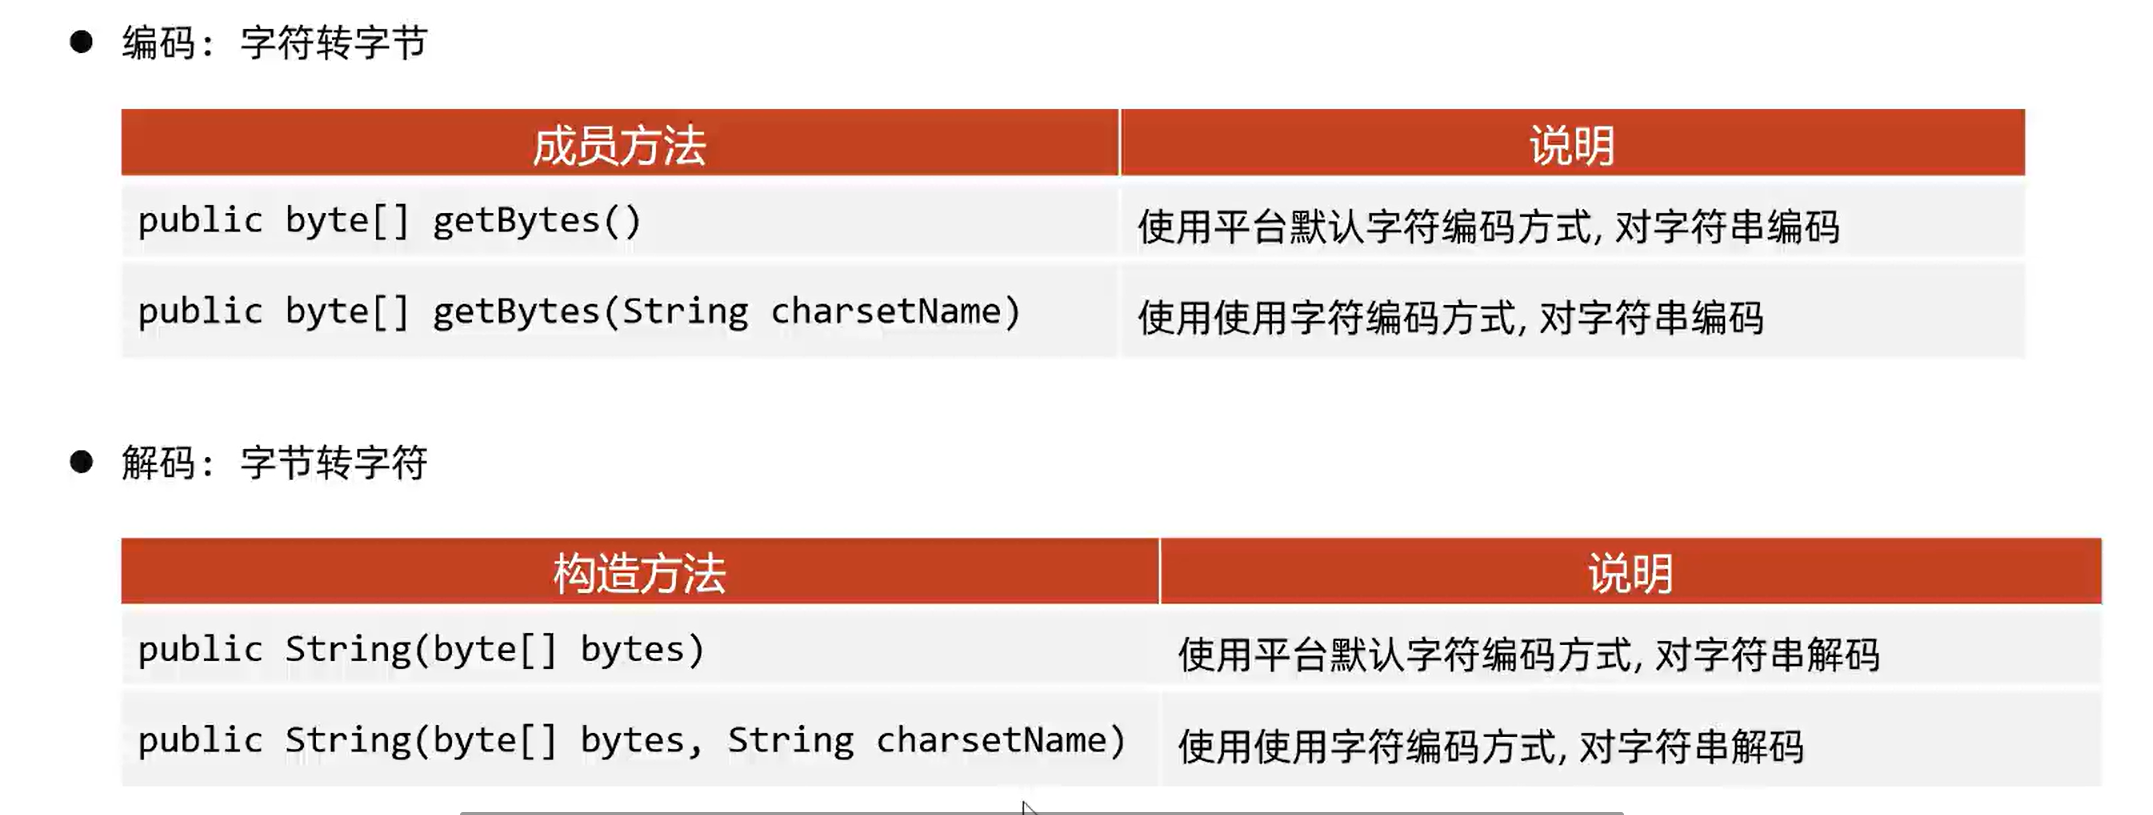 ● 编码：字符转字节
成员方法 说明
public byte[] getBytes() 使用平台默认字符编码方式, 对字符串编码
public byte[] getBytes(String charsetName) 使用使用字符编码方式, 对字符串编码
● 解码：字节转字符
构造方法 说明
public String(byte[] bytes) 使用平台默认字符编码方式, 对字符串解码
public String(byte[] bytes, String charsetName) 使用使用字符编码方式, 对字符串解码